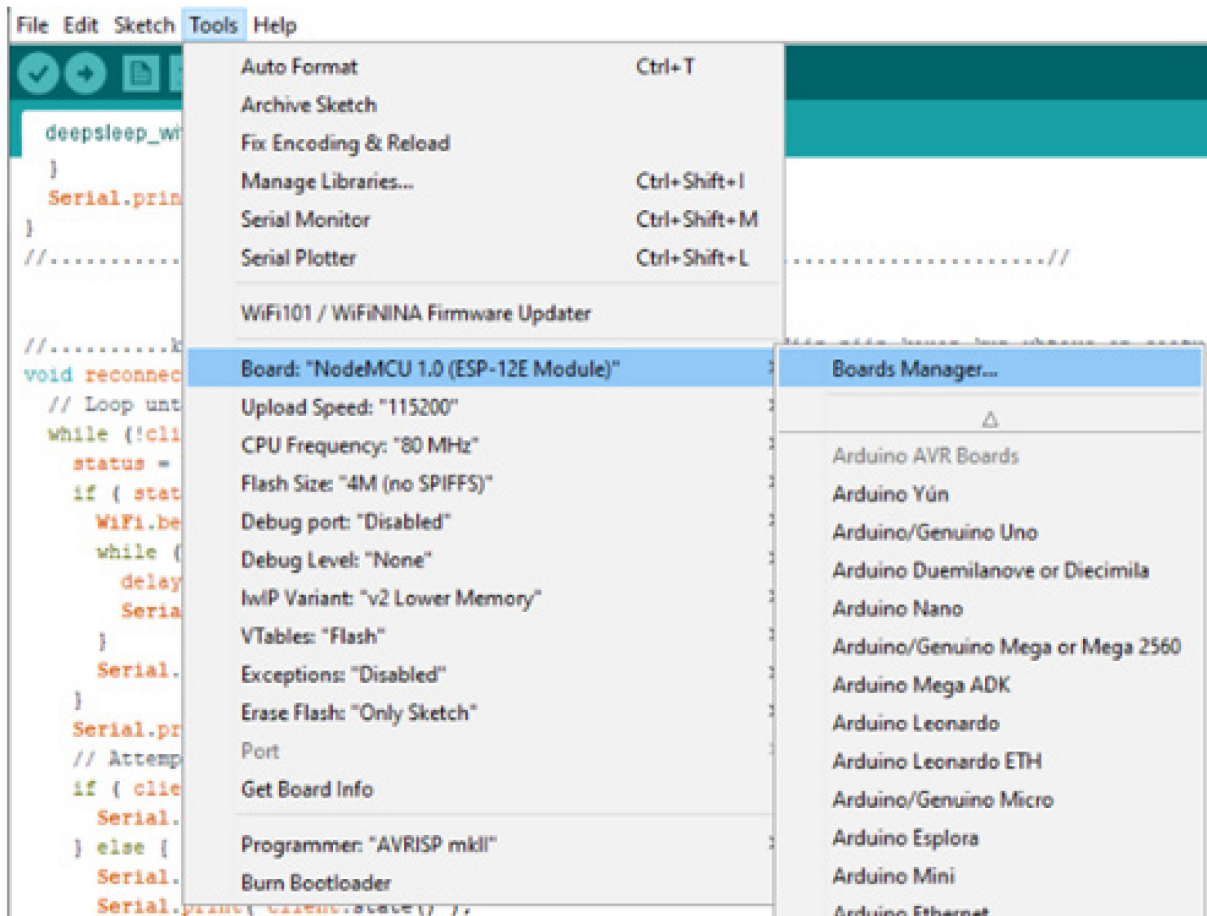 File Edit Sketch Tools Help
Auto Format Ctrl+T
Archive Sketch
Fix Encoding & Reload
Manage Libraries... Ctrl+Shift+I
Serial Monitor Ctrl+Shift+M
Serial Plotter Ctrl+Shift+L
WiFi101 / WiFiNINA Firmware Updater
Board: "NodeMCU 1.0 (ESP-12E Module)"
Upload Speed: "115200"
CPU Frequency: "80 MHz"
Flash Size: "4M (no SPIFFS)"
Debug port: "Disabled"
Debug Level: "None"
IwIP Variant: "v2 Lower Memory"
VTables: "Flash"
Exceptions: "Disabled"
Erase Flash: "Only Sketch"
Port
Get Board Info
Programmer: "AVRISP mkII"
Burn Bootloader
Boards Manager...
Arduino AVR Boards
Arduino Yún
Arduino/Genuino Uno
Arduino Duemilanove or Diecimila
Arduino Nano
Arduino/Genuino Mega or Mega 2560
Arduino Mega ADK
Arduino Leonardo
Arduino Leonardo ETH
Arduino/Genuino Micro
Arduino Esplora
Arduino Mini
Arduino Ethernet
deepsleep_wi
}
Serial.prin
}
//...........
......................//
//..........k
void reconnec
// Loop unt
while (!cli
status =
if ( stat
WiFi.be
while (
delay
Seria
}
Serial.
}
Serial.pr
// Attemp
if ( clie
Serial.
} else {
Serial.
Serial.print( client.state() );